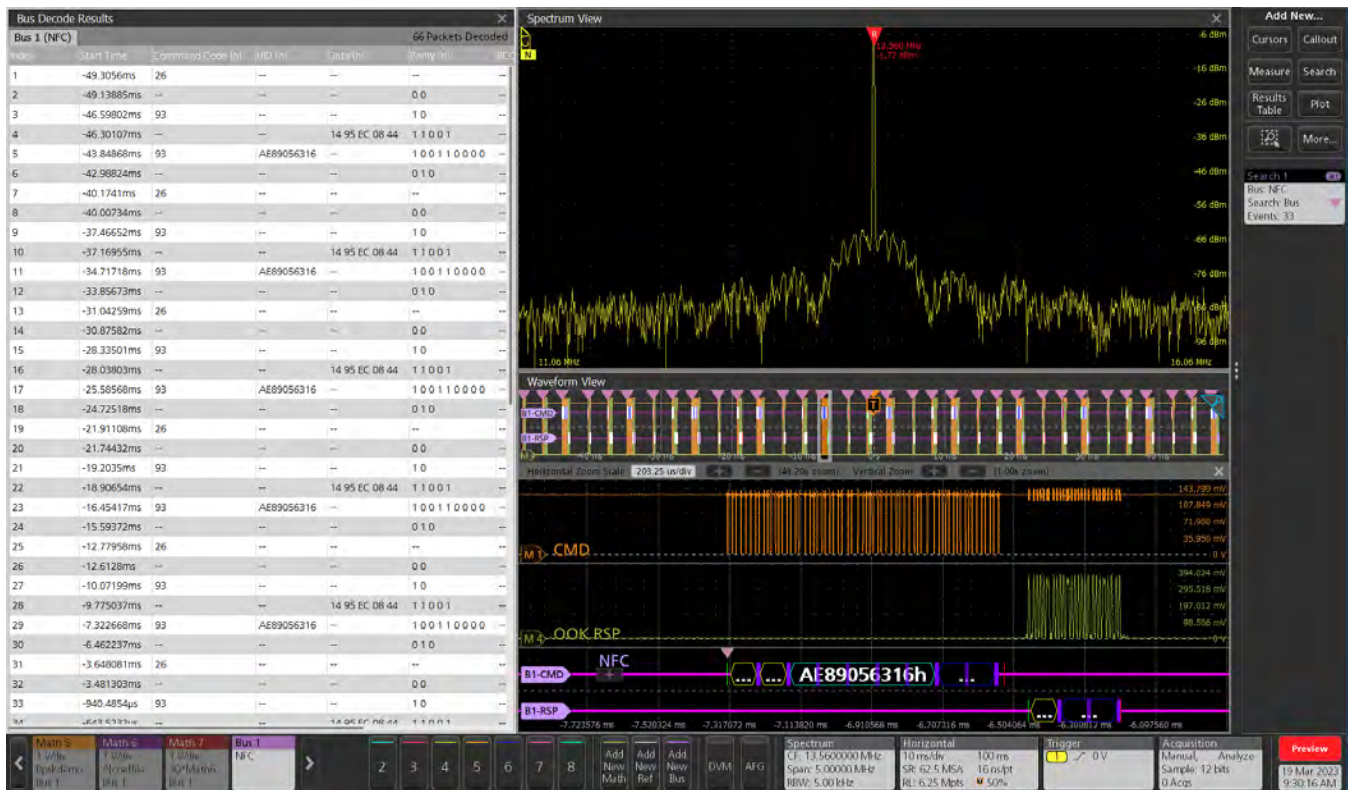 Bus Decode Results
Bus 1 (NFC) 66 Packets Decoded
Index Start Time Command Code (h) UID (h) Data (h) Parity (h)
1 -49.3056ms 26 -- -- -- --
2 -49.13885ms -- -- -- 0 0 --
3 -46.59802ms 93 -- -- 1 0 --
4 -46.30107ms -- -- 14 95 EC 08 44 1 1 0 0 1 --
5 -43.84868ms 93 AE89056316 -- 1 0 0 1 1 0 0 0 0 --
6 -42.98824ms -- -- -- 0 1 0 --
7 -40.1741ms 26 -- -- -- --
8 -40.00734ms -- -- -- 0 0 --
9 -37.46652ms 93 -- -- 1 0 --
10 -37.16955ms -- -- 14 95 EC 08 44 1 1 0 0 1 --
11 -34.71718ms 93 AE89056316 -- 1 0 0 1 1 0 0 0 0 --
12 -33.85673ms -- -- -- 0 1 0 --
13 -31.04259ms 26 -- -- -- --
14 -30.87582ms -- -- -- 0 0 --
15 -28.33501ms 93 -- -- 1 0 --
16 -28.03803ms -- -- 14 95 EC 08 44 1 1 0 0 1 --
17 -25.58568ms 93 AE89056316 -- 1 0 0 1 1 0 0 0 0 --
18 -24.72518ms -- -- -- 0 1 0 --
19 -21.91108ms 26 -- -- -- --
20 -21.74432ms -- -- -- 0 0 --
21 -19.2035ms 93 -- -- 1 0 --
22 -18.90654ms -- -- 14 95 EC 08 44 1 1 0 0 1 --
23 -16.45417ms 93 AE89056316 -- 1 0 0 1 1 0 0 0 0 --
24 -15.59372ms -- -- -- 0 1 0 --
25 -12.77958ms 26 -- -- -- --
26 -12.6128ms -- -- -- 0 0 --
27 -10.07199ms 93 -- -- 1 0 --
28 -9.775037ms -- -- 14 95 EC 08 44 1 1 0 0 1 --
29 -7.322668ms 93 AE89056316 -- 1 0 0 1 1 0 0 0 0 --
30 -6.462237ms -- -- -- 0 1 0 --
31 -3.648081ms 26 -- -- -- --
32 -3.481303ms -- -- -- 0 0 --
33 -940.4854µs 93 -- -- 1 0 --
Spectrum View
N
R
13.560 MHz
-1.72 dBm
-6 dBm
-16 dBm
-26 dBm
-36 dBm
-46 dBm
-56 dBm
-66 dBm
-76 dBm
-86 dBm
-96 dBm
11.06 MHz 16.06 MHz
Waveform View
T
B1-CMD
B1-RSP
Horizontal Zoom Scale 203.25 us/div (49.20x zoom) Vertical Zoom (1.00x zoom)
143.799 mV
107.849 mV
71.900 mV
35.950 mV
0 V
M 1 CMD
394.024 mV
295.518 mV
197.012 mV
98.506 mV
0 V
M 4 OOK RSP
NFC
B1-CMD ... ... AE89056316h ...
B1-RSP ... ...
-7.723576 ms -7.520324 ms -7.317072 ms -7.113820 ms -6.910568 ms -6.707316 ms -6.504064 ms -6.300812 ms -6.097560 ms
Add New...
Cursors Callout
Measure Search
Results Table Plot
More...
Search 1 B1
Bus: NFC
Search: Bus
Events: 33
Math 5
Math 6
Math 7
Bus 1
NFC
2 3 4 5 6 7 8
Add New Math
Add New Ref
Add New Bus
DVM AFG
Spectrum
CF: 13.5600000 MHz
Span: 5.00000 MHz
RBW: 5.00 kHz
Horizontal
10 ms/div 100 ms
SR: 62.5 MS/s 16 ns/pt
RL: 6.25 Mpts 50%
Trigger
1 0 V
Acquisition
Manual, Analyze
Sample: 12 bits
0 Acqs
Preview
19 Mar 2023
9:30:16 AM